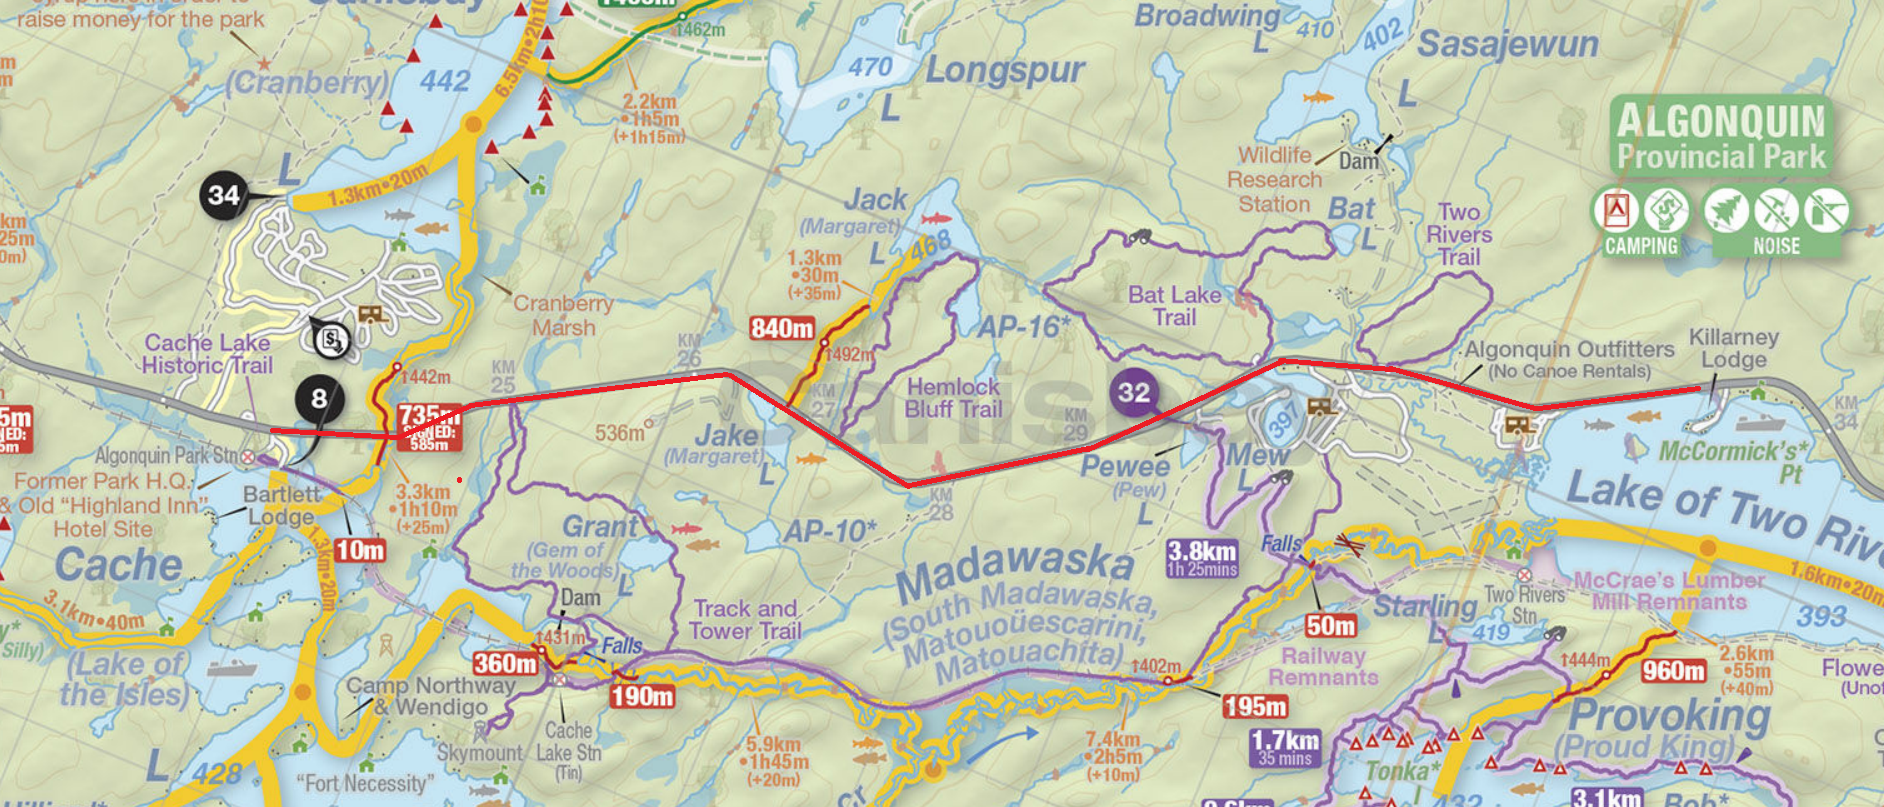 raise money for the park
(Cranberry)
442
6.5km•2h10
↑462m
2.2km
•1h5m
(+1h15m)
470
Longspur
L
Broadwing
L
410
402
Sasajewun
L
ALGONQUIN
Provincial Park
CAMPING
NOISE
34
L
1.3km•20m
Wildlife
Research
Station
Dam
Bat
L
Two
Rivers
Trail
Jack
(Margaret)
L
468
1.3km
•30m
(+35m)
840m
↑492m
Cranberry
Marsh
Cache Lake
Historic Trail
$
8
↑442m
735m
SIGNED:
585m
KM
25
KM
26
KM
27
KM
28
KM
29
KM
34
AP-16*
Bat Lake
Trail
Hemlock
Bluff Trail
32
397
Algonquin Outfitters
(No Canoe Rentals)
Killarney
Lodge
536m
Jake
(Margaret)
L
Pewee
(Pew)
L
Mew
L
McCormick's*
Pt
Lake of Two Rive
Algonquin Park Stn
Former Park H.Q.
& Old "Highland Inn"
Hotel Site
Bartlett
Lodge
3.3km
•1h10m
(+25m)
10m
1.3km•20m
Cache
3.1km•40m
(Lake of
the Isles)
Grant
(Gem of
the Woods)
L
AP-10*
Dam
↑431m
Falls
360m
190m
Track and
Tower Trail
Madawaska
(South Madawaska,
Matouoüescarini,
Matouachita)
3.8km
1h 25mins
Falls
50m
Starling
L
419
Two Rivers
Stn
McCrae's Lumber
Mill Remnants
1.6km•20m
393
Railway
Remnants
↑402m
195m
↑444m
960m
2.6km
•55m
(+40m)
Flowe
(Unof
Camp Northway
& Wendigo
Skymount
Cache
Lake Stn
(Tin)
"Fort Necessity"
L
428
5.9km
•1h45m
(+20m)
7.4km
•2h5m
(+10m)
Cr
1.7km
35 mins
Provoking
(Proud King)
Tonka*
432
3.1km
Bob*